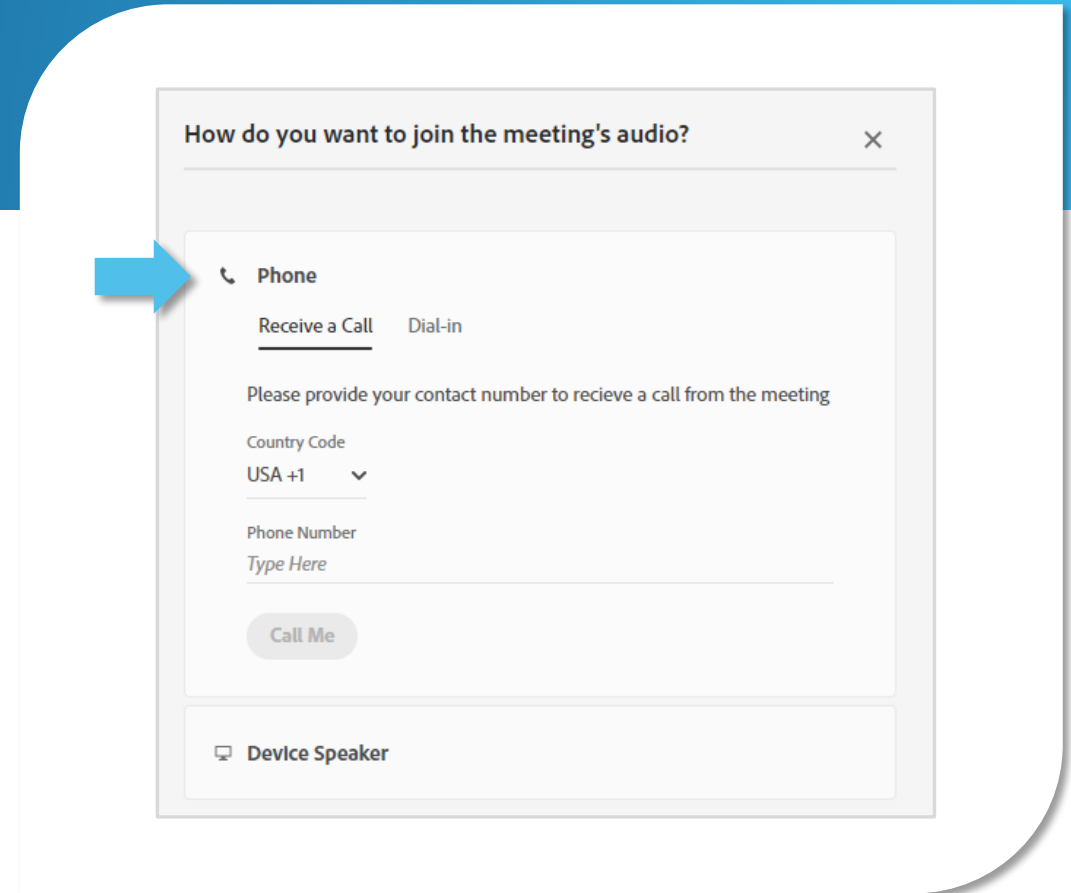 How do you want to join the meeting's audio?
Phone
Receive a Call Dial-in
Please provide your contact number to recieve a call from the meeting
Country Code
USA +1
Phone Number
Type Here
Call Me
Device Speaker